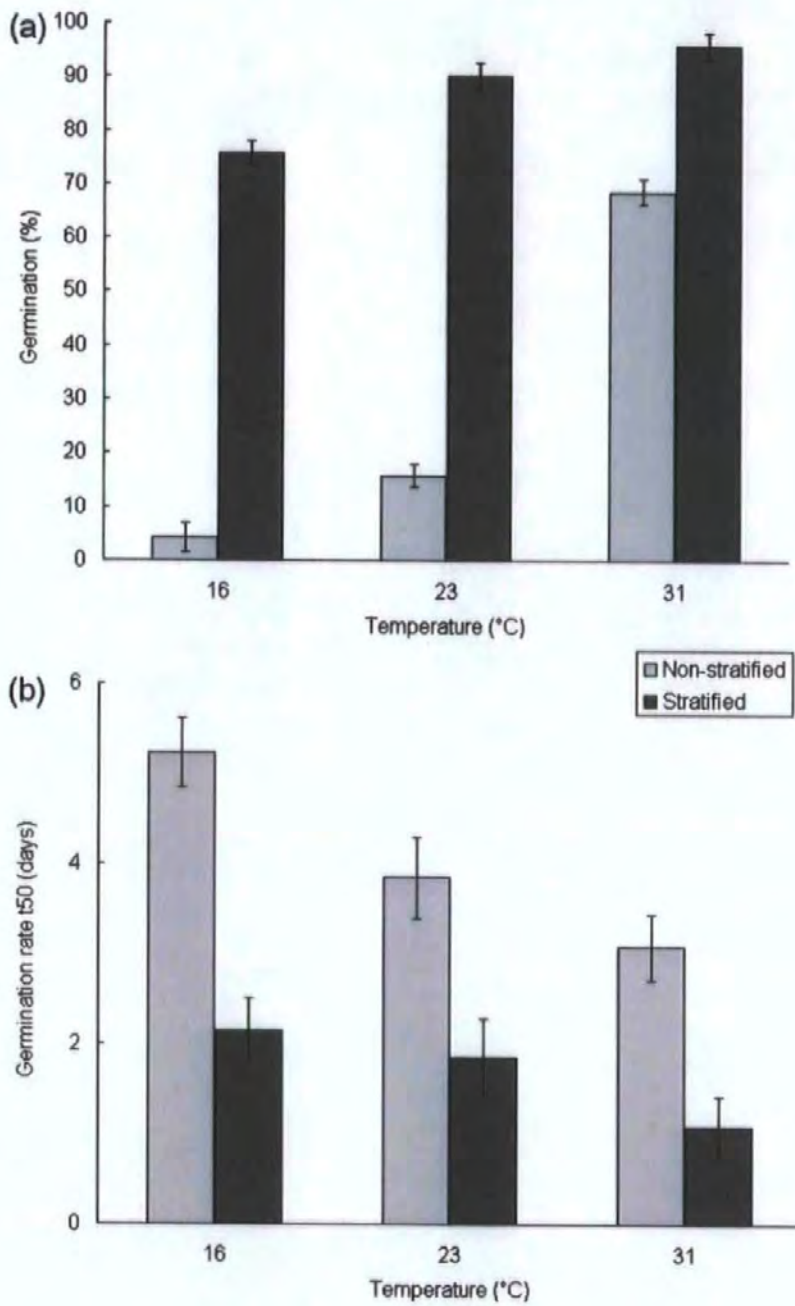 (a)
100
90
80
70
60
50
40
30
20
10
0
Germination (%)
16 23 31
Temperature (°C)
Non-stratified
Stratified
(b)
6
4
2
0
Germination rate t50 (days)
16 23 31
Temperature (°C)